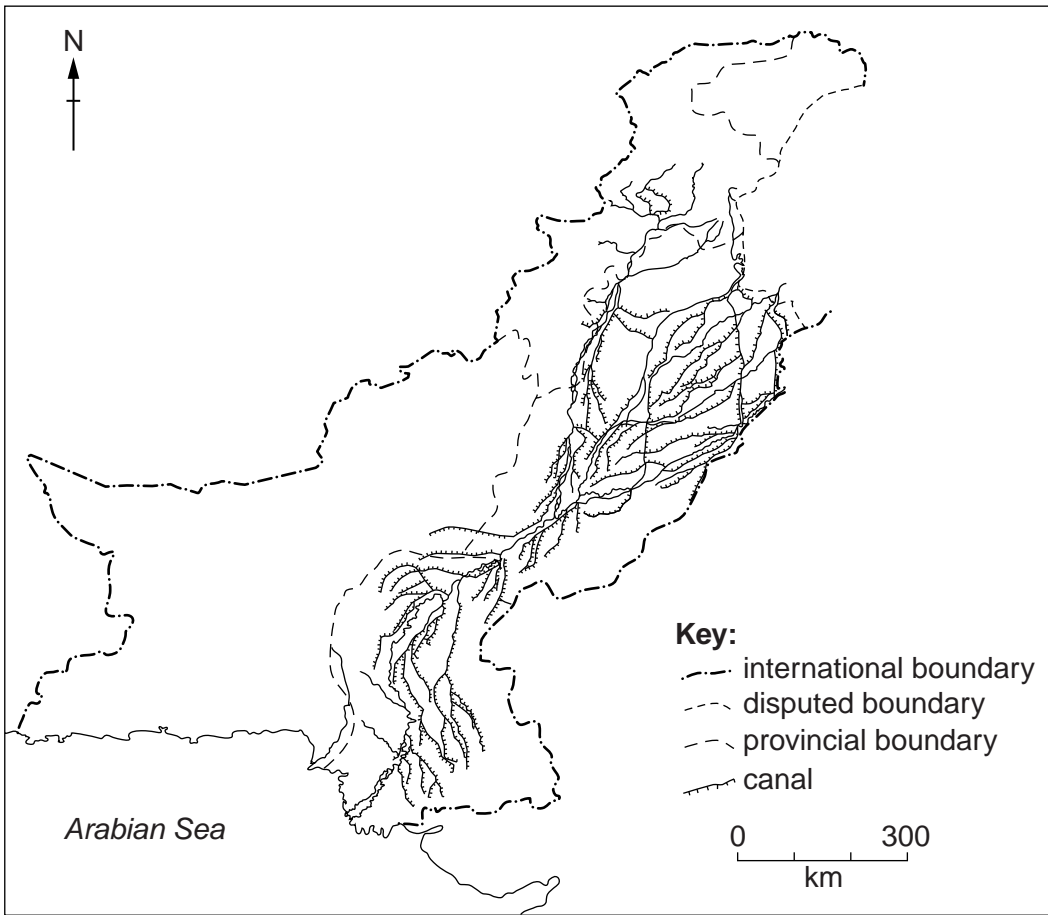 N
Key:
international boundary
disputed boundary
provincial boundary
canal
Arabian Sea
0 300
km